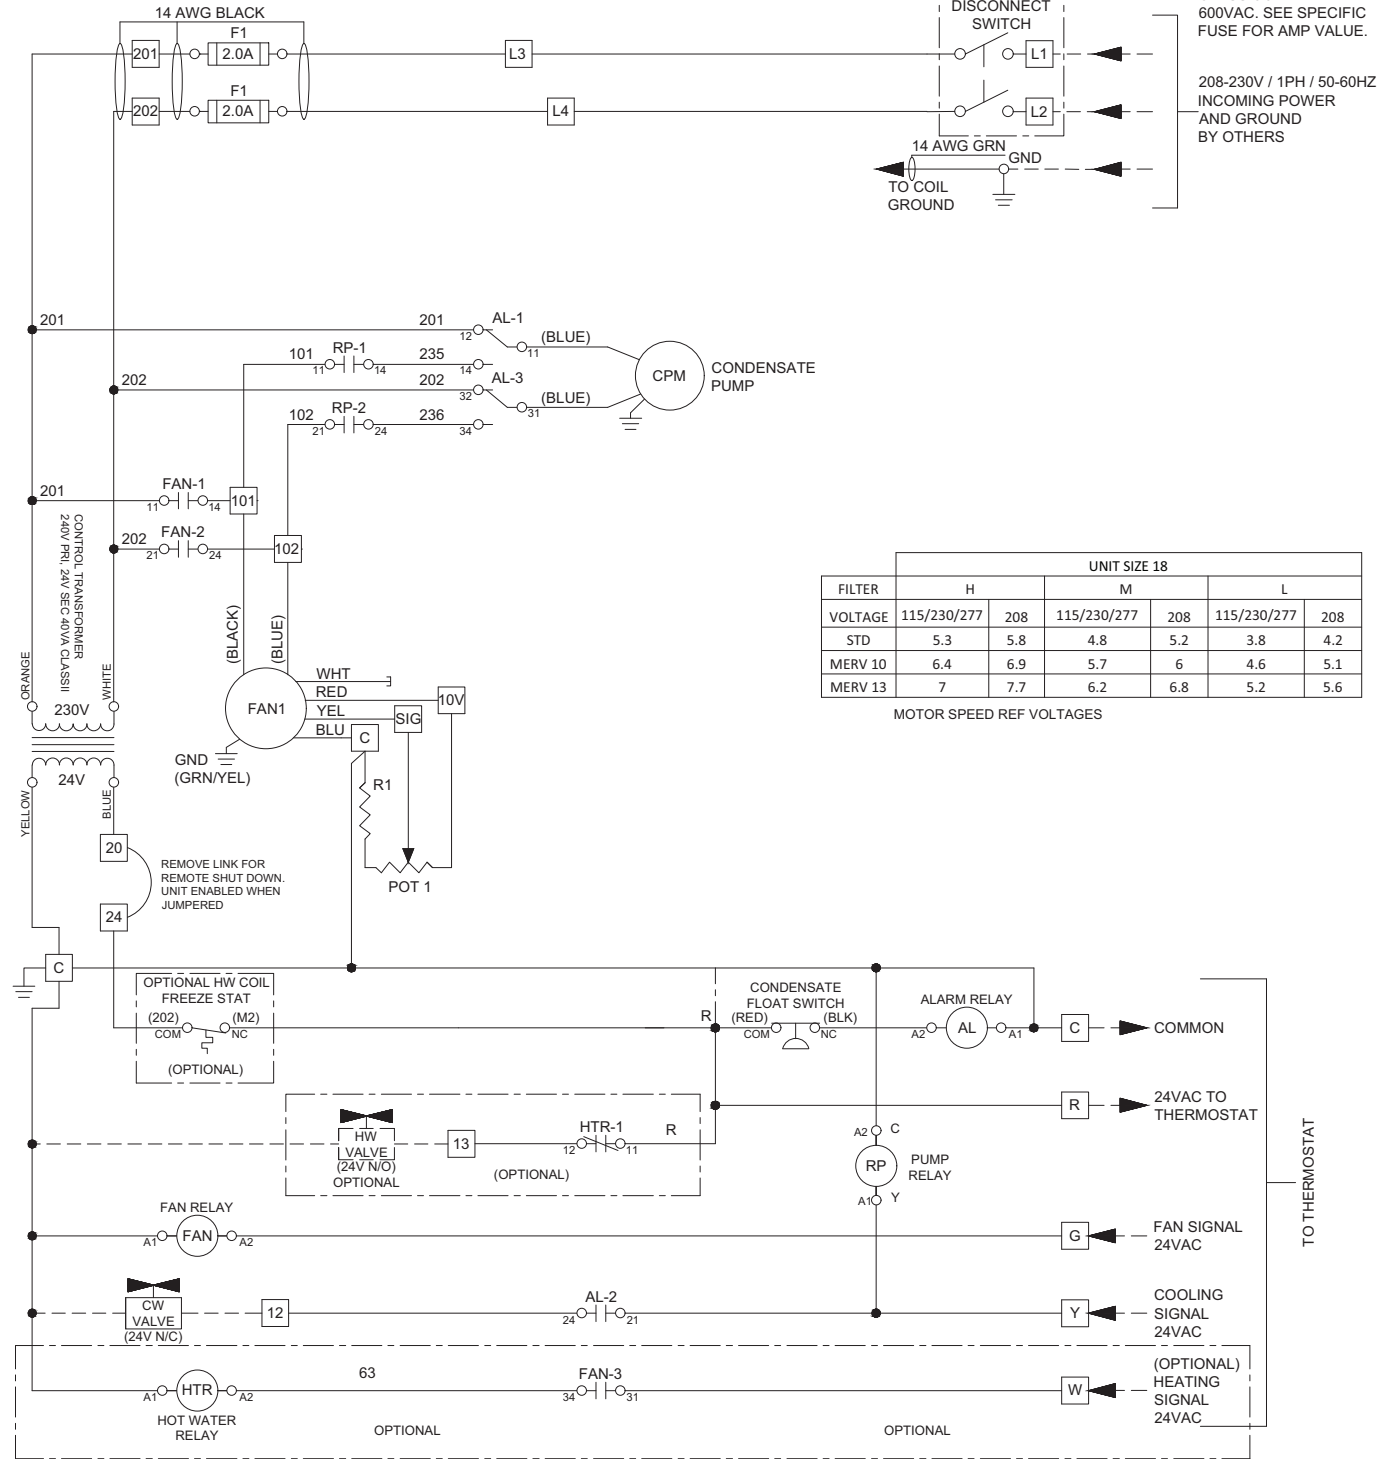 14 AWG BLACK
DISCONNECT
SWITCH
600VAC. SEE SPECIFIC
FUSE FOR AMP VALUE.
201
F1
2.0A
L3
L1
202
F1
2.0A
L4
L2
208-230V / 1PH / 50-60HZ
INCOMING POWER
AND GROUND
BY OTHERS
14 AWG GRN
GND
TO COIL
GROUND
201
201
12
AL-1
11
(BLUE)
101
RP-1
11
14
235
14
202
202
32
AL-3
31
(BLUE)
CPM
CONDENSATE
PUMP
102
RP-2
21
24
236
34
201
FAN-1
11
14
101
202
FAN-2
21
24
102
CONTROL TRANSFORMER
240V PRI, 24V SEC 40VA CLASSII
(BLACK)
(BLUE)
ORANGE
WHITE
230V
24V
YELLOW
BLUE
FAN1
WHT
RED
YEL
BLU
10V
SIG
C
GND
(GRN/YEL)
R1
POT 1
UNIT SIZE 18
FILTER H M L
VOLTAGE 115/230/277 208 115/230/277 208 115/230/277 208
STD 5.3 5.8 4.8 5.2 3.8 4.2
MERV 10 6.4 6.9 5.7 6 4.6 5.1
MERV 13 7 7.7 6.2 6.8 5.2 5.6
MOTOR SPEED REF VOLTAGES
20
REMOVE LINK FOR
REMOTE SHUT DOWN.
UNIT ENABLED WHEN
JUMPERED
24
C
OPTIONAL HW COIL
FREEZE STAT
(202)
(M2)
COM
NC
(OPTIONAL)
R
CONDENSATE
FLOAT SWITCH
(RED)
(BLK)
COM
NC
ALARM RELAY
A2
AL
A1
C
COMMON
R
24VAC TO
THERMOSTAT
HW
VALVE
(24V N/O)
OPTIONAL
13
HTR-1
12
11
R
(OPTIONAL)
A2
C
RP
PUMP
RELAY
A1
Y
FAN RELAY
A1
FAN
A2
G
FAN SIGNAL
24VAC
CW
VALVE
(24V N/C)
12
AL-2
24
21
Y
COOLING
SIGNAL
24VAC
A1
HTR
A2
HOT WATER
RELAY
63
FAN-3
34
31
W
(OPTIONAL)
HEATING
SIGNAL
24VAC
OPTIONAL
OPTIONAL
TO THERMOSTAT